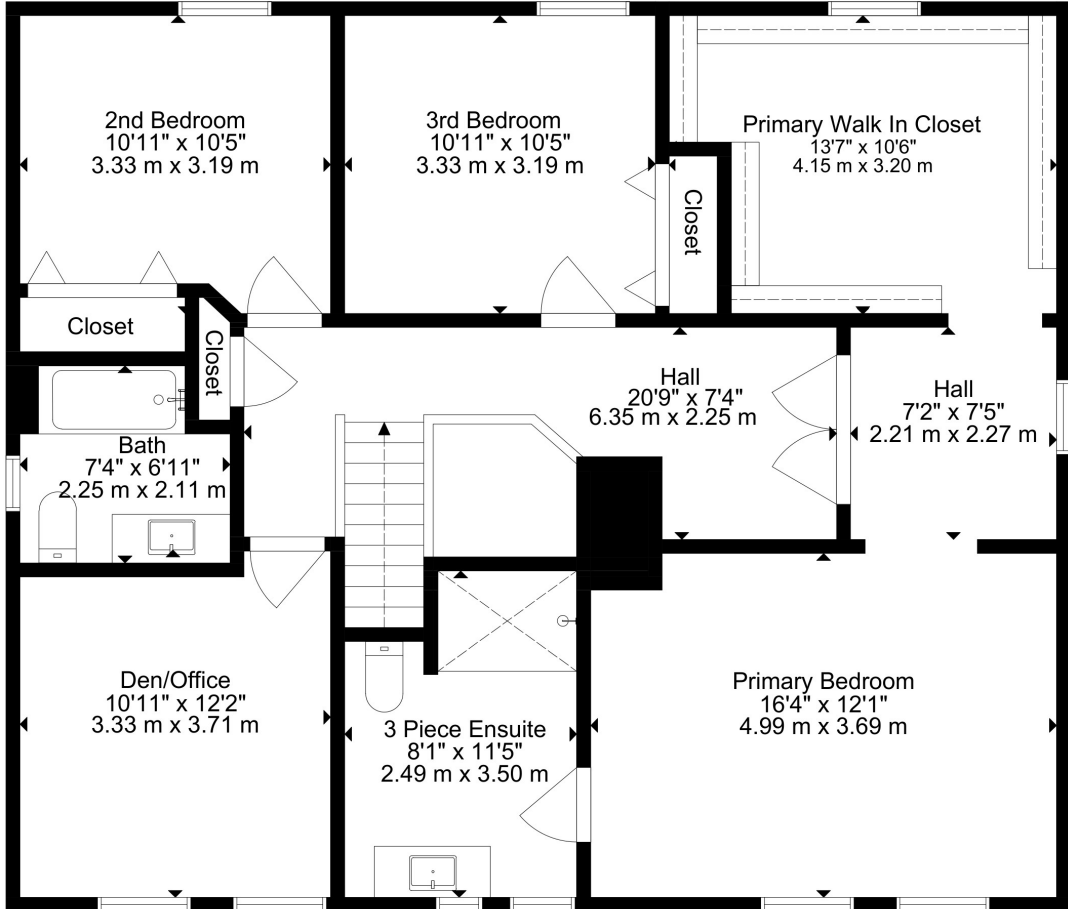 2nd Bedroom
10'11" x 10'5"
3.33 m x 3.19 m
3rd Bedroom
10'11" x 10'5"
3.33 m x 3.19 m
Primary Walk In Closet
13'7" x 10'6"
4.15 m x 3.20 m
Closet
Closet
Closet
Hall
20'9" x 7'4"
6.35 m x 2.25 m
Hall
7'2" x 7'5"
2.21 m x 2.27 m
Bath
7'4" x 6'11"
2.25 m x 2.11 m
Den/Office
10'11" x 12'2"
3.33 m x 3.71 m
3 Piece Ensuite
8'1" x 11'5"
2.49 m x 3.50 m
Primary Bedroom
16'4" x 12'1"
4.99 m x 3.69 m